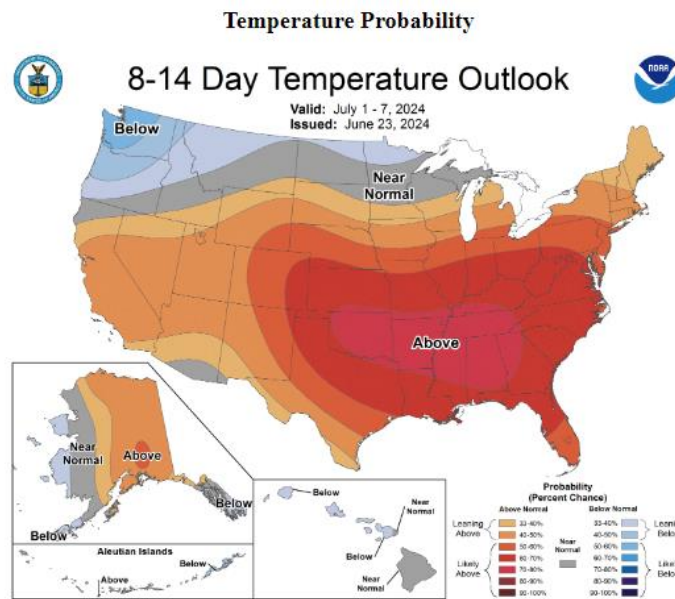 Temperature Probability
8-14 Day Temperature Outlook
NOAA
Valid: July 1 - 7, 2024
Issued: June 23, 2024
Below
Near
Normal
Above
Near
Normal
Above
Below
Below
Aleutian Islands
Above
Below
Below
Near
Normal
Below
Near
Normal
Probability
(Percent Chance)
Above Normal
Below Normal
Leaning
Above
33-40%
40-50%
50-60%
60-70%
70-80%
80-90%
90-100%
Likely
Above
Near
Normal
33-40%
40-50%
50-60%
60-70%
70-80%
80-90%
90-100%